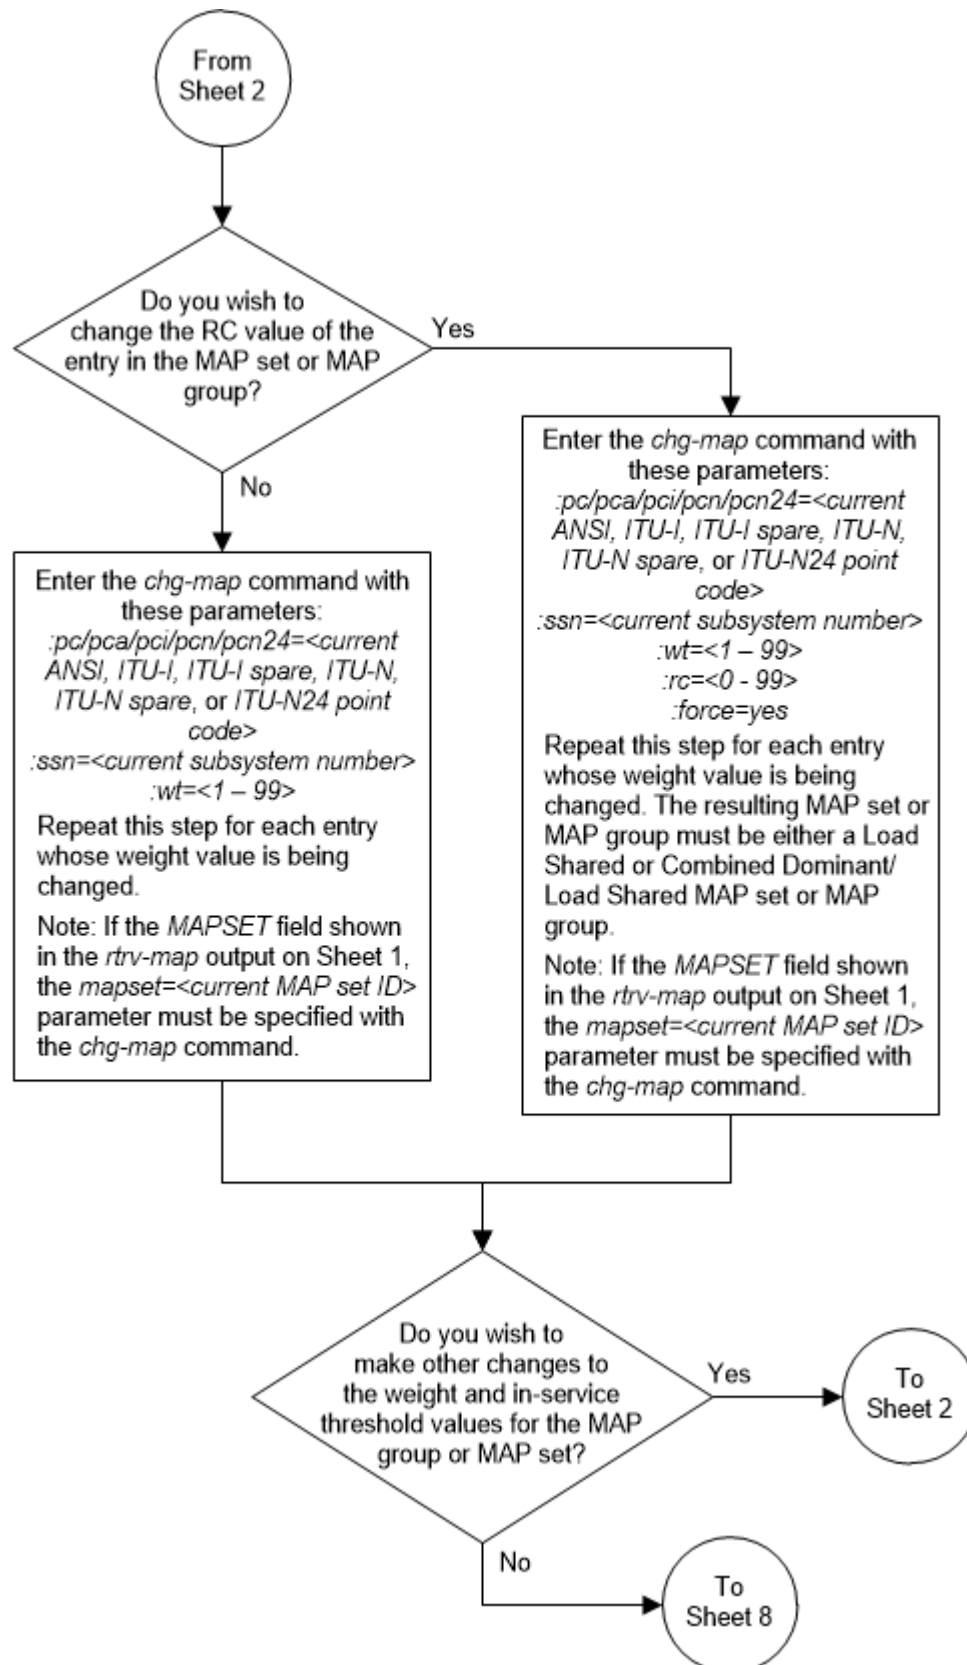 From
Sheet 2
Do you wish to
change the RC value of the
entry in the MAP set or MAP
group?
Yes
No
Enter the chg-map command with
these parameters:
:pc/pca/pci/pcn/pcn24=<current
ANSI, ITU-I, ITU-I spare, ITU-N,
ITU-N spare, or ITU-N24 point
code>
:ssn=<current subsystem number>
:wt=<1 – 99>
Repeat this step for each entry
whose weight value is being
changed.
Note: If the MAPSET field shown
in the rtrv-map output on Sheet 1,
the mapset=<current MAP set ID>
parameter must be specified with
the chg-map command.
Enter the chg-map command with
these parameters:
:pc/pca/pci/pcn/pcn24=<current
ANSI, ITU-I, ITU-I spare, ITU-N,
ITU-N spare, or ITU-N24 point
code>
:ssn=<current subsystem number>
:wt=<1 – 99>
:rc=<0 - 99>
:force=yes
Repeat this step for each entry
whose weight value is being
changed. The resulting MAP set or
MAP group must be either a Load
Shared or Combined Dominant/
Load Shared MAP set or MAP
group.
Note: If the MAPSET field shown
in the rtrv-map output on Sheet 1,
the mapset=<current MAP set ID>
parameter must be specified with
the chg-map command.
Do you wish to
make other changes to
the weight and in-service
threshold values for the MAP
group or MAP set?
Yes
To
Sheet 2
No
To
Sheet 8